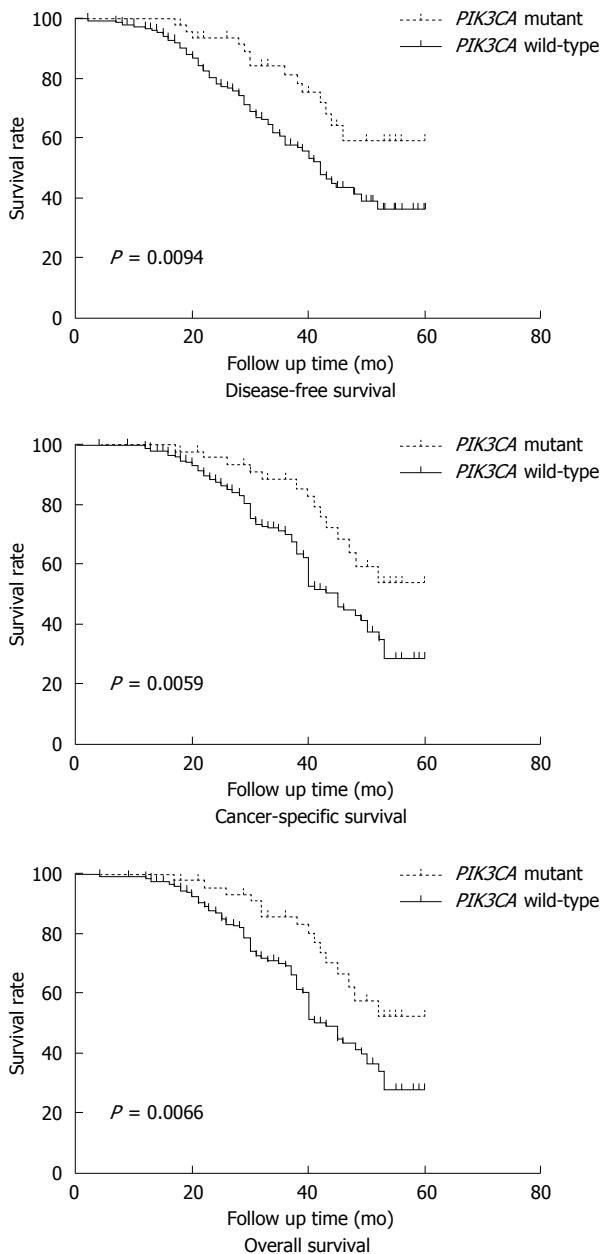 PIK3CA mutant
PIK3CA wild-type
100
80
60
40
20
0
Survival rate
P = 0.0094
0 20 40 60 80
Follow up time (mo)
Disease-free survival
PIK3CA mutant
PIK3CA wild-type
100
80
60
40
20
0
Survival rate
P = 0.0059
0 20 40 60 80
Follow up time (mo)
Cancer-specific survival
PIK3CA mutant
PIK3CA wild-type
100
80
60
40
20
0
Survival rate
P = 0.0066
0 20 40 60 80
Follow up time (mo)
Overall survival